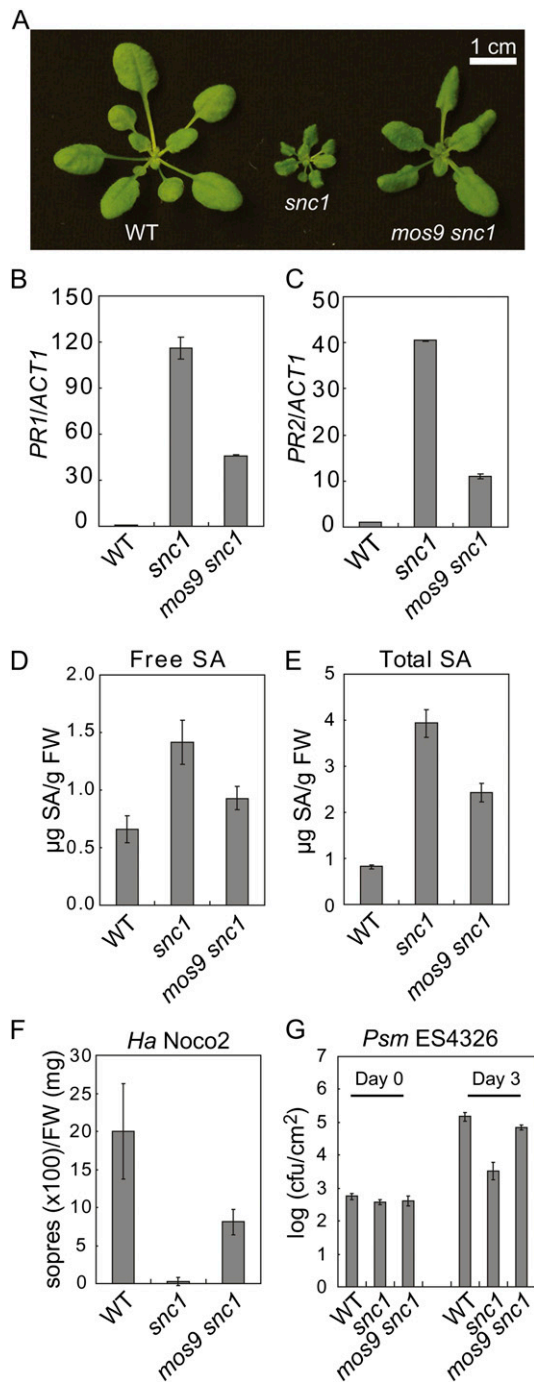 A
1 cm
WT
snc1
mos9 snc1
B
PR1/ACT1
150
120
90
60
30
0
WT
snc1
mos9 snc1
C
PR2/ACT1
50
40
30
20
10
0
WT
snc1
mos9 snc1
D
Free SA
µg SA/g FW
2.0
1.5
1.0
0.5
0.0
WT
snc1
mos9 snc1
E
Total SA
µg SA/g FW
5
4
3
2
1
0
WT
snc1
mos9 snc1
F
Ha Noco2
sopres (x100)/FW (mg)
30
25
20
15
10
5
0
WT
snc1
mos9 snc1
G
Psm ES4326
Day 0
Day 3
log (cfu/cm²)
7
6
5
4
3
2
1
0
WT
snc1
mos9 snc1
WT
snc1
mos9 snc1